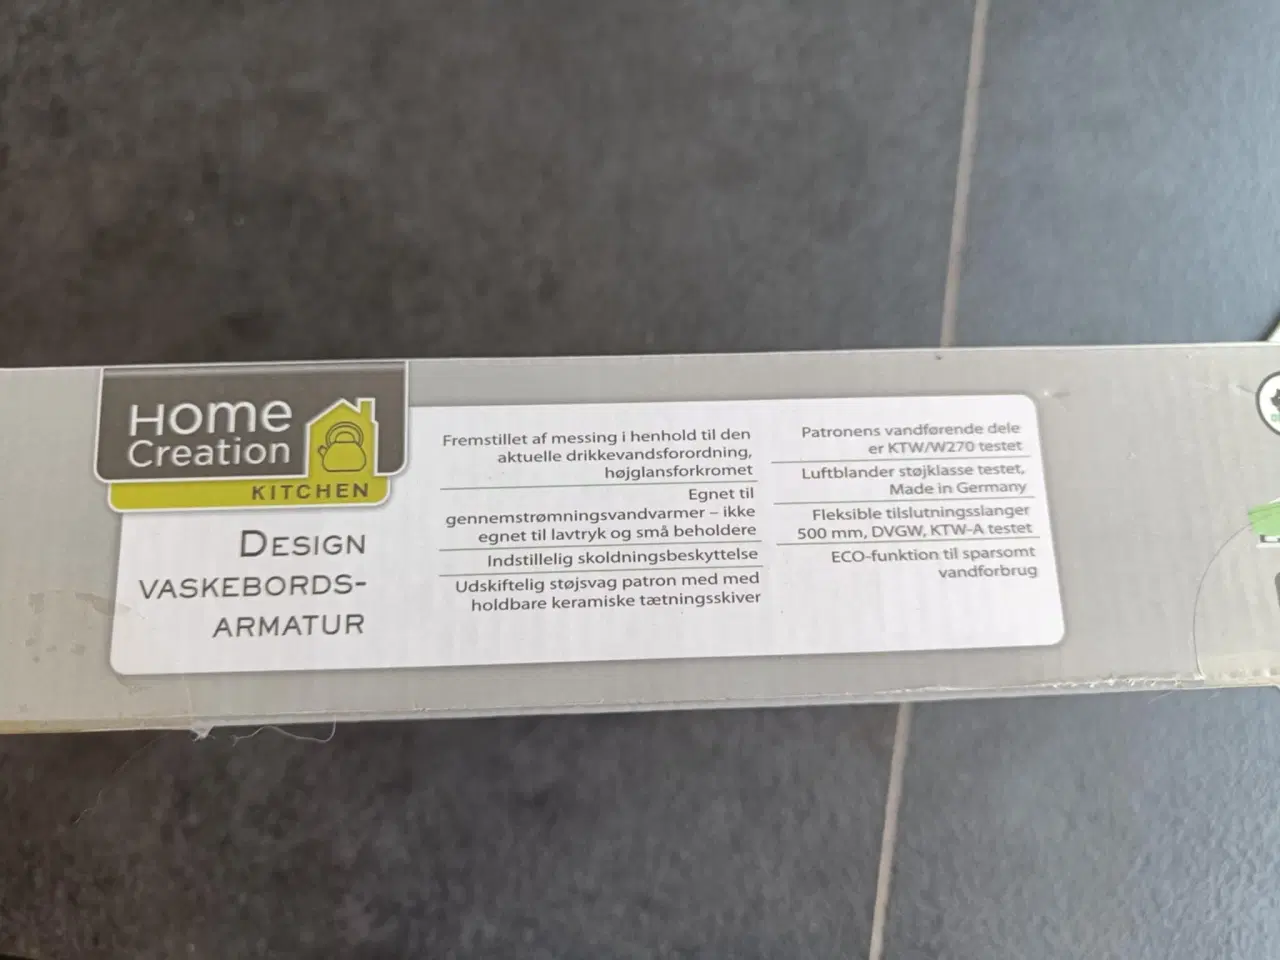 Home
Creation
KITCHEN
DESIGN
VASKEBORDS-
ARMATUR
Fremstillet af messing i henhold til den
aktuelle drikkevandsforordning,
højglansforkromet
Egnet til
gennemstrømningsvandvarmer – ikke
egnet til lavtryk og små beholdere
Indstillelig skoldningsbeskyttelse
Udskiftelig støjsvag patron med med
holdbare keramiske tætningsskiver
Patronens vandførende dele
er KTW/W270 testet
Luftblander støjklasse testet,
Made in Germany
Fleksible tilslutningsslanger
500 mm, DVGW, KTW-A testet
ECO-funktion til sparsomt
vandforbrug